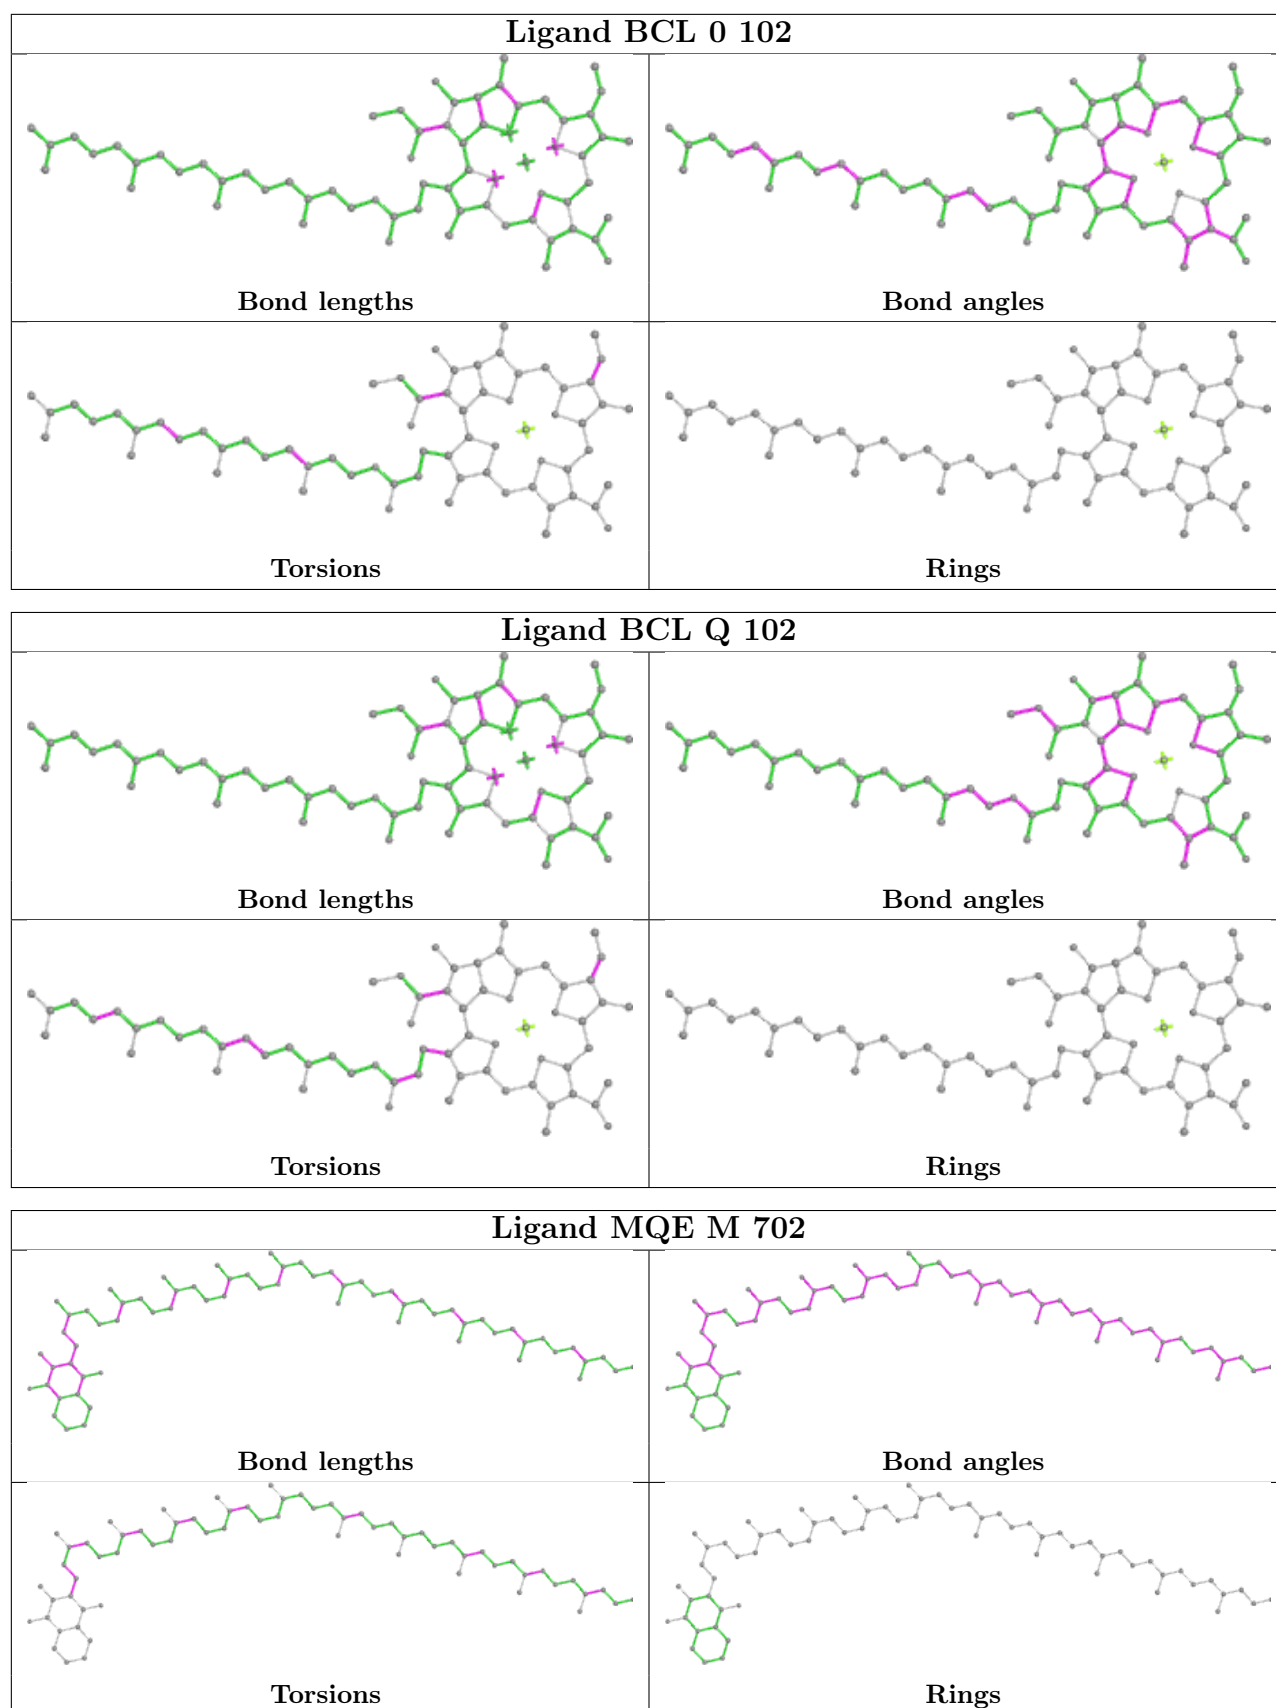 Ligand BCL 0 102
Bond lengths
Bond angles
Torsions
Rings
Ligand BCL Q 102
Bond lengths
Bond angles
Torsions
Rings
Ligand MQE M 702
Bond lengths
Bond angles
Torsions
Rings